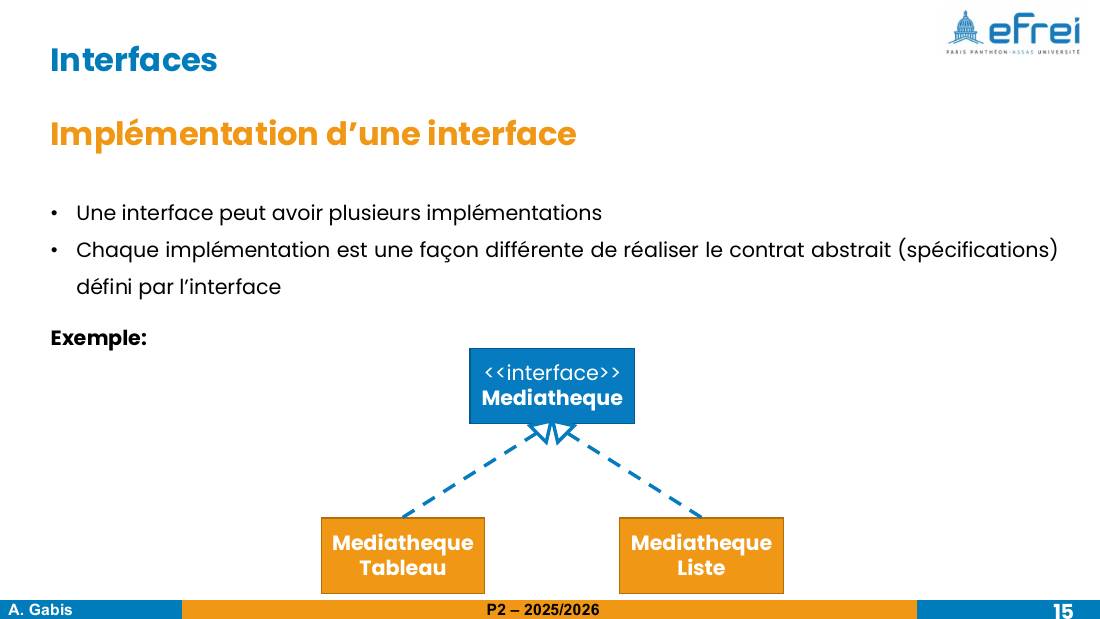 efrei
PARIS PANTHÉON-ASSAS UNIVERSITÉ
Interfaces
Implémentation d’une interface
• Une interface peut avoir plusieurs implémentations
• Chaque implémentation est une façon différente de réaliser le contrat abstrait (spécifications)
défini par l’interface
Exemple:
<<interface>>
Mediatheque
Mediatheque
Tableau
Mediatheque
Liste
A. Gabis
P2 – 2025/2026
15